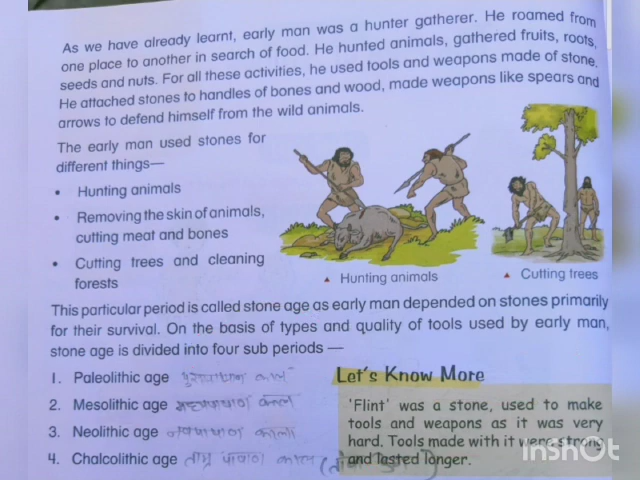 As we have already learnt, early man was a hunter gatherer. He roamed from
one place to another in search of food. He hunted animals, gathered fruits, roots,
seeds and nuts. For all these activities, he used tools and weapons made of stone.
He attached stones to handles of bones and wood, made weapons like spears and
arrows to defend himself from the wild animals.
The early man used stones for
different things—
• Hunting animals
• Removing the skin of animals,
cutting meat and bones
• Cutting trees and cleaning
forests
▲ Hunting animals
▲ Cutting trees
This particular period is called stone age as early man depended on stones primarily
for their survival. On the basis of types and quality of tools used by early man,
stone age is divided into four sub periods —
1. Paleolithic age पुरापाषाण काल
2. Mesolithic age काल
3. Neolithic age नवपाषाण काल
4. Chalcolithic age ताम्र पाषाण काल
Let's Know More
'Flint' was a stone, used to make
tools and weapons as it was very
hard. Tools made with it were strong
and lasted longer.
inshot